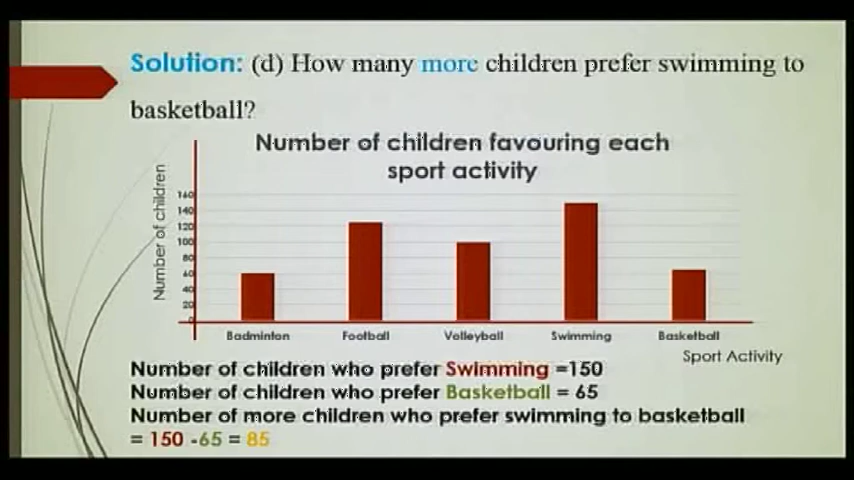 Solution: (d) How many more children prefer swimming to
basketball?
Number of children favouring each
sport activity
Number of children
160
140
120
100
80
60
40
20
0
Badminton Football Volleyball Swimming Basketball
Sport Activity
Number of children who prefer Swimming =150
Number of children who prefer Basketball = 65
Number of more children who prefer swimming to basketball
= 150 -65 = 85